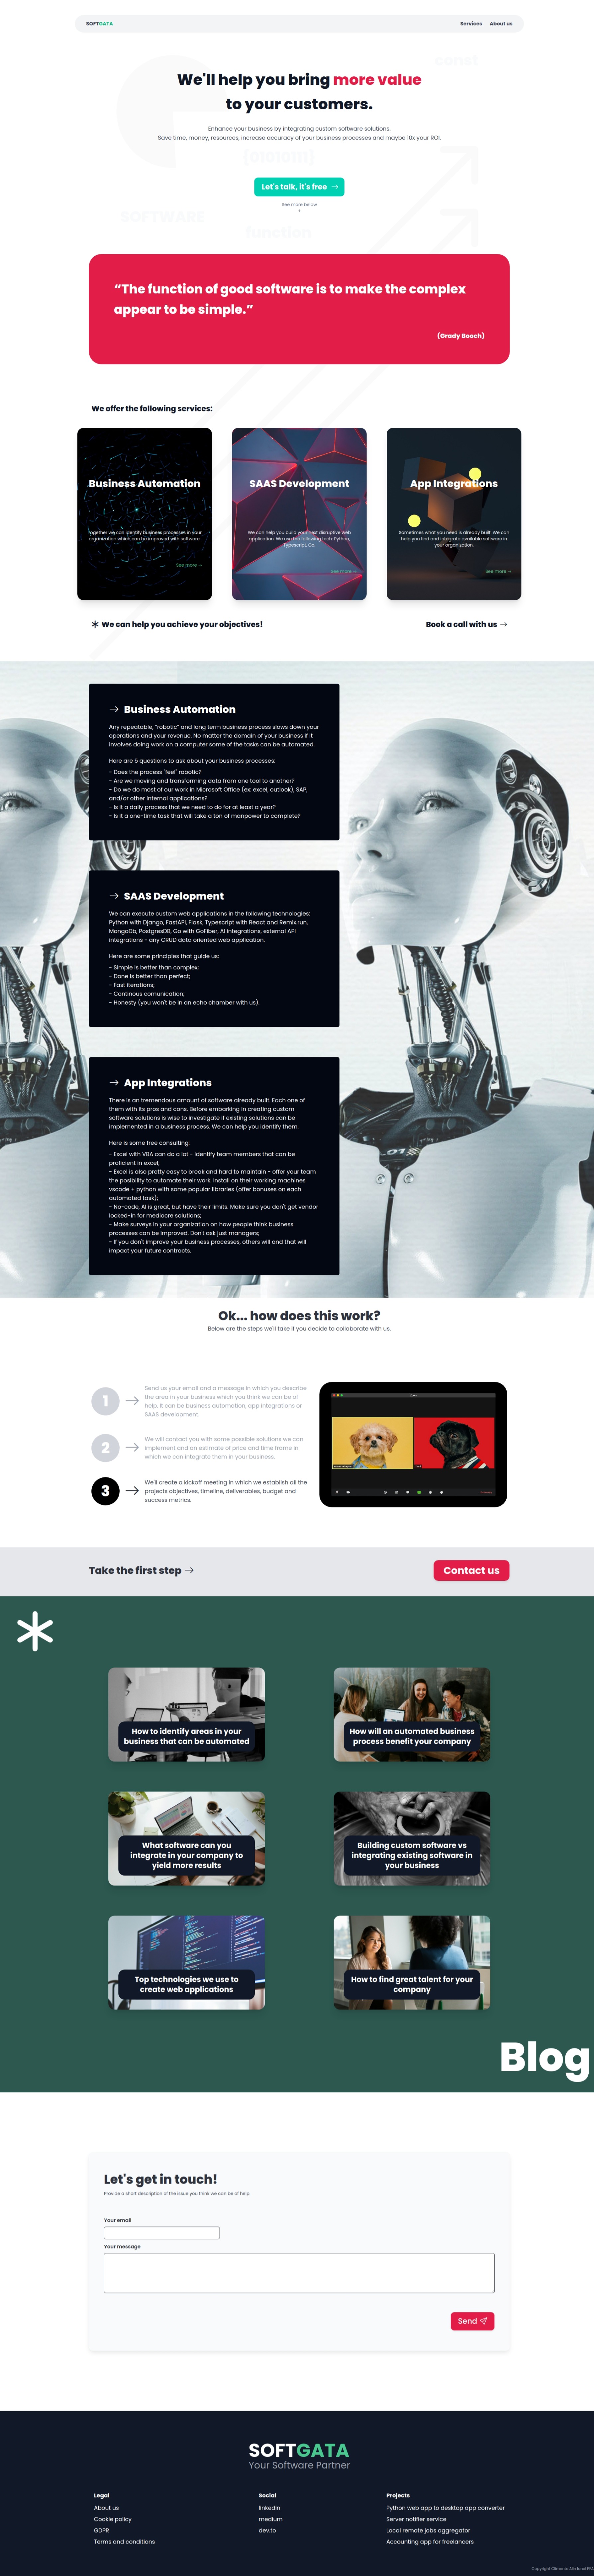 SOFTGATA
Services
About us
const
We'll help you bring more value
to your customers.
Enhance your business by integrating custom software solutions.
Save time, money, resources, increase accuracy of your business processes and maybe 10x your ROI.
Let's talk, it's free
See more below
SOFTWARE
function
“The function of good software is to make the complex
appear to be simple.”
(Grady Booch)
We offer the following services:
Business Automation
Together we can identify business processes in your
organization which can be improved with software.
See more →
SAAS Development
We can help you build your next disruptive web
application. We use the following tech: Python,
Typescript, Go.
See more →
App Integrations
Sometimes what you need is already built. We can
help you find and integrate available software in
your organization.
See more →
We can help you achieve your objectives!
Book a call with us →
→ Business Automation
Any repeatable, “robotic” and long term business process slows down your
operations and your revenue. No matter the domain of your business if it
involves doing work on a computer some of the tasks can be automated.
Here are 5 questions to ask about your business processes:
- Does the process "feel" robotic?
- Are we moving and transforming data from one tool to another?
- Do we do most of our work in Microsoft Office (ex: excel, outlook), SAP,
and/or other internal applications?
- Is it a daily process that we need to do for at least a year?
- Is it a one-time task that will take a ton of manpower to complete?
→ SAAS Development
We can execute custom web applications in the following technologies:
Python with Django, FastAPI, Flask, Typescript with React and Remix.run,
MongoDb, PostgresDB, Go with GoFiber, AI integrations, external API
integrations - any CRUD data oriented web application.
Here are some principles that guide us:
- Simple is better than complex;
- Done is better than perfect;
- Fast iterations;
- Continous comunication;
- Honesty (you won't be in an echo chamber with us).
→ App Integrations
There is an tremendous amount of software already built. Each one of
them with its pros and cons. Before embarking in creating custom
software solutions is wise to investigate if existing solutions can be
implemented in a business process. We can help you identify them.
Here is some free consulting:
- Excel with VBA can do a lot - identify team members that can be
proficient in excel;
- Excel is also pretty easy to break and hard to maintain - offer your team
the posibility to automate their work. Install on their working machines
vscode + python with some popular libraries (offer bonuses on each
automated task);
- No-code, AI is great, but have their limits. Make sure you don't get vendor
locked-in for mediocre solutions;
- Make surveys in your organization on how people think business
processes can be improved. Don't ask just managers;
- If you don't improve your business processes, others will and that will
impact your future contracts.
Ok... how does this work?
Below are the steps we'll take if you decide to collaborate with us.
1
Send us your email and a message in which you describe
the area in your business which you think we can be of
help, it can be business automation, app integrations or
SAAS development.
2
We will contact you with some possible solutions we can
implement and an estimate of price and time frame in
which we can integrate them in your business.
3
We'll create a kickoff meeting in which we establish all the
projects objectives, timeline, deliverables, budget and
success metrics.
Take the first step →
Contact us
How to identify areas in your
business that can be automated
How will an automated business
process benefit your company
What software can you
integrate in your company to
yield more results
Building custom software vs
integrating existing software in
your business
Top technologies we use to
create web applications
How to find great talent for your
company
Blog
Let's get in touch!
Provide a short description of the issue you think we can be of help.
Your email
Your message
Send
SOFTGATA
Your Software Partner
Legal
About us
Cookie policy
GDPR
Terms and conditions
Social
linkedin
medium
dev.to
Projects
Python web app to desktop app converter
Server notifier service
Local remote jobs aggregator
Accounting app for freelancers